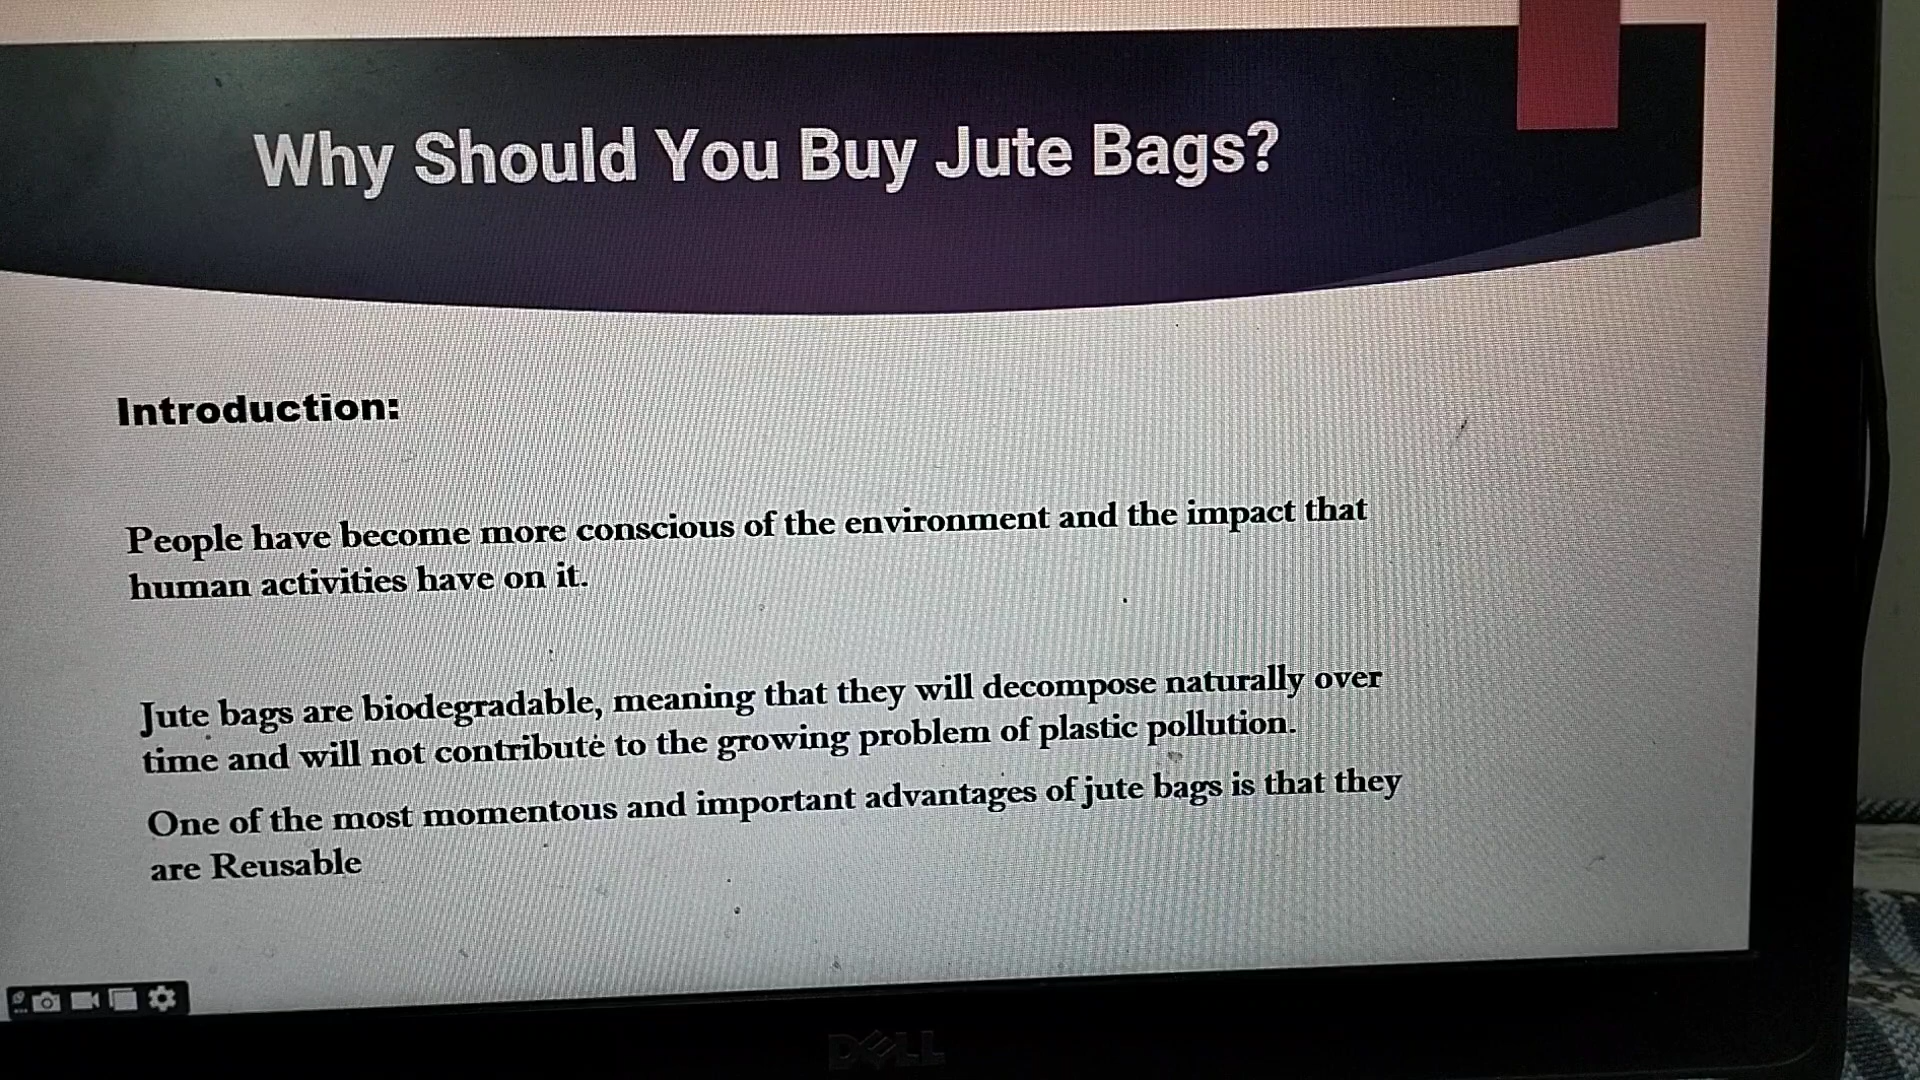 Why Should You Buy Jute Bags?
Introduction:
People have become more conscious of the environment and the impact that
human activities have on it.
Jute bags are biodegradable, meaning that they will decompose naturally over
time and will not contribute to the growing problem of plastic pollution.
One of the most momentous and important advantages of jute bags is that they
are Reusable
DELL